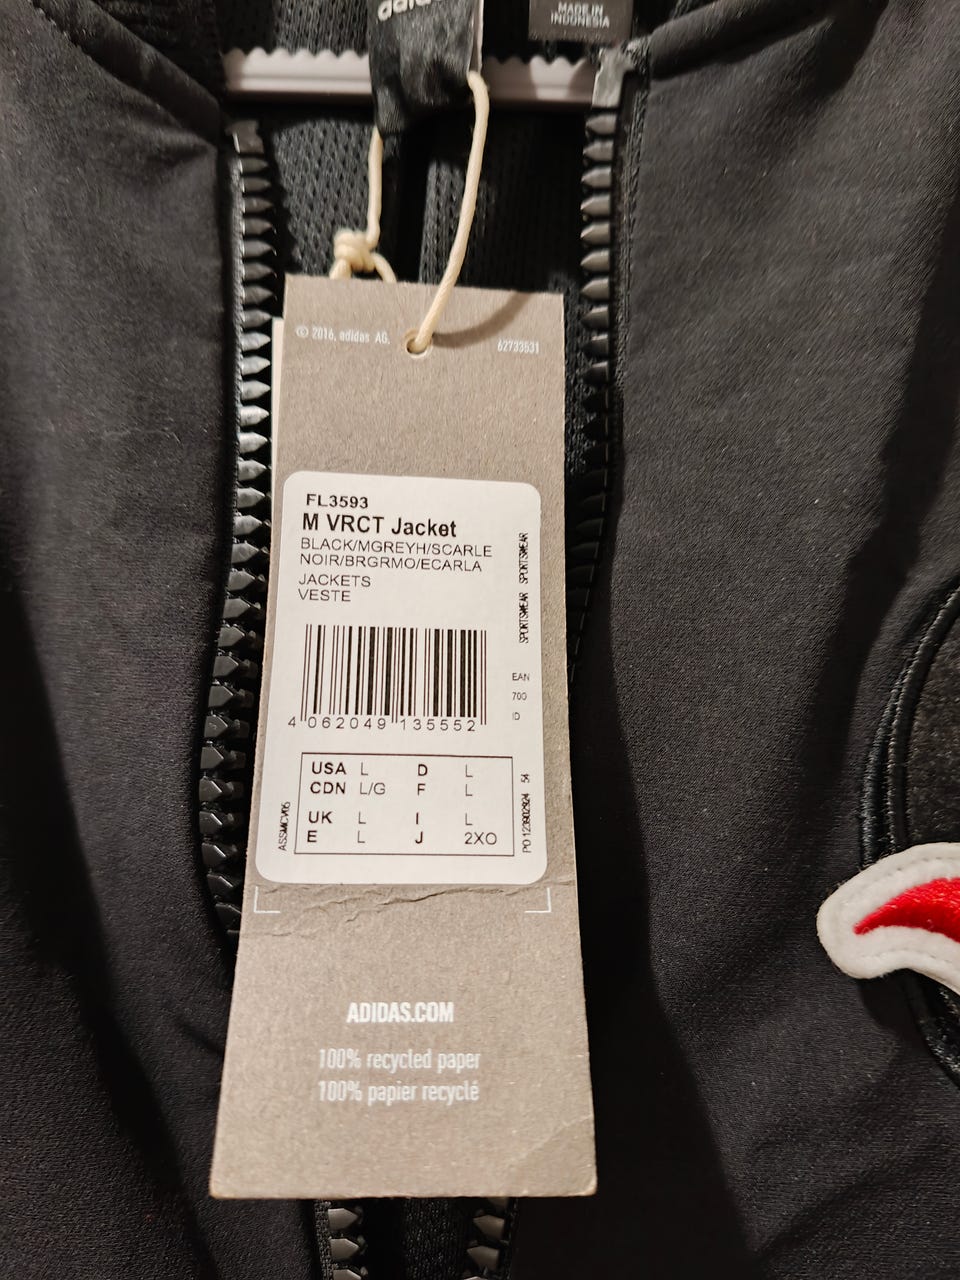 MADE IN
INDONESIA
© 2016, adidas AG.
62733531
FL3593
M VRCT Jacket
BLACK/MGREYH/SCARLE
NOIR/BRGRMO/ECARLA
JACKETS
VESTE
SPORTSWEAR SPORTSWEAR
EAN
700
ID
4 062049 135552
USA L D L
CDN L/G F L
UK L I L
E L J 2XO
ADIDAS.COM
100% recycled paper
100% papier recyclé